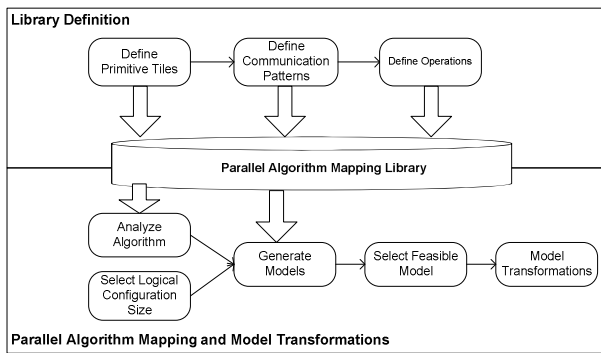 Library Definition
Define
Primitive Tiles
Define
Communication
Patterns
Define Operations
Parallel Algorithm Mapping Library
Analyze
Algorithm
Select Logical
Configuration
Size
Generate
Models
Select Feasible
Model
Model
Transformations
Parallel Algorithm Mapping and Model Transformations